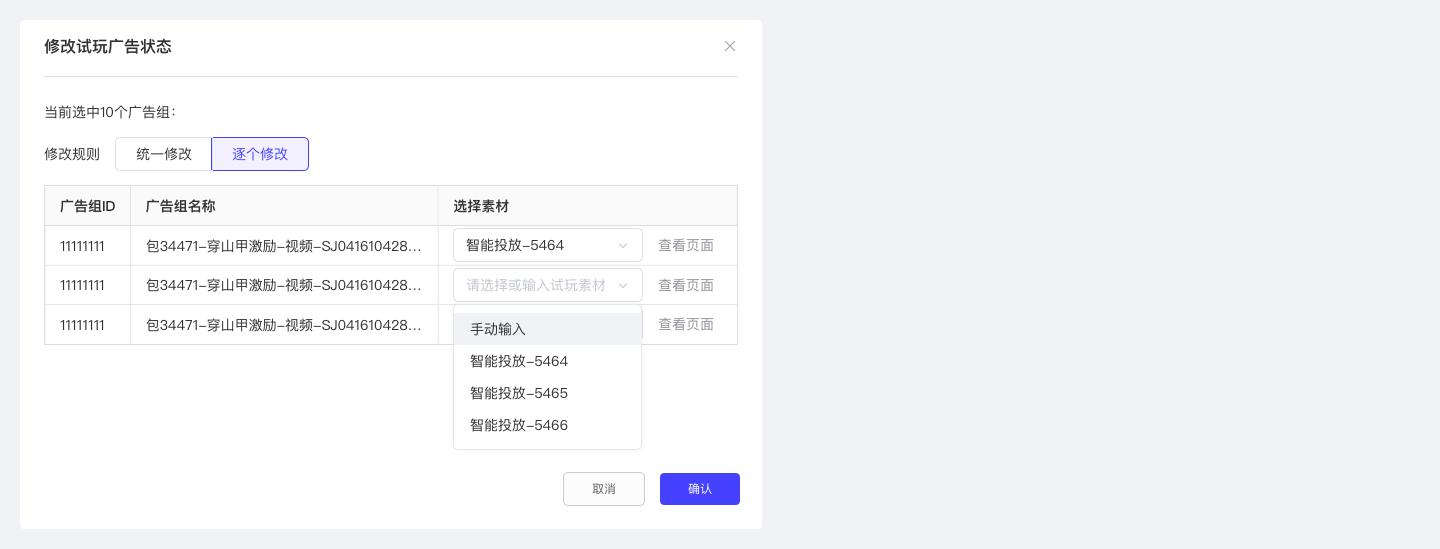 修改试玩广告状态
当前选中10个广告组：
修改规则 统一修改 逐个修改
广告组ID 广告组名称 选择素材
11111111 包34471-穿山甲激励-视频-SJ041610428... 智能投放-5464 查看页面
11111111 包34471-穿山甲激励-视频-SJ041610428... 请选择或输入试玩素材 查看页面
11111111 包34471-穿山甲激励-视频-SJ041610428... 查看页面
手动输入
智能投放-5464
智能投放-5465
智能投放-5466
取消 确认